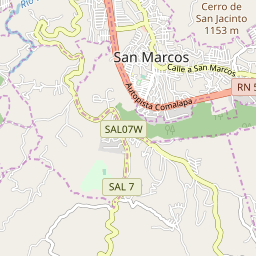 Cerro de
San Jacinto
1153 m
San Marcos
Calle a San Marcos
Autopista Comalapa
RN 5
SAL07W
SAL 7